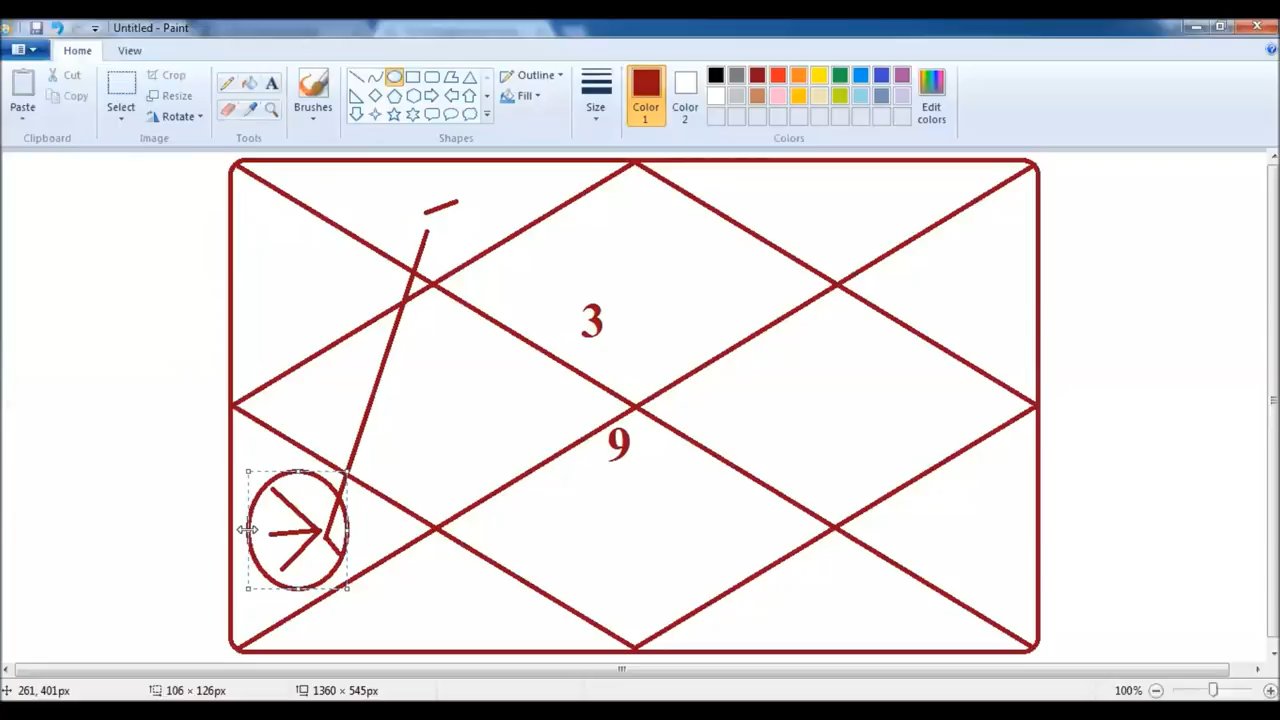 Untitled - Paint
Home View
Cut
Copy
Paste
Clipboard
Crop
Resize
Rotate
Select
Image
A
Tools
Brushes
Outline
Fill
Shapes
Size
Color 1
Color 2
Edit colors
Colors
3
9
261, 401px 106 × 126px 1360 × 545px 100%